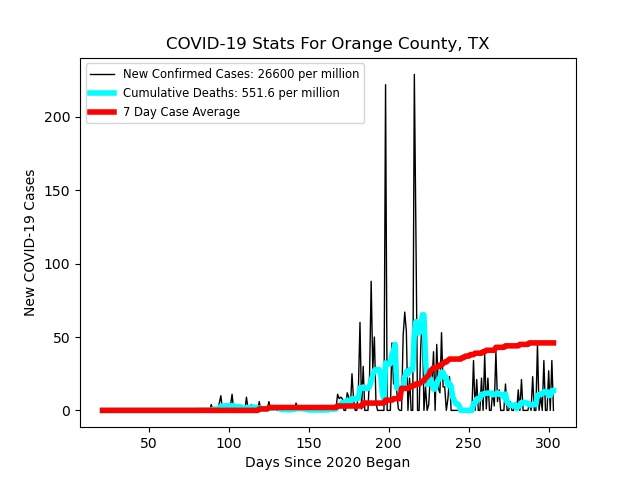 COVID-19 Stats For Orange County, TX
New Confirmed Cases: 26600 per million
Cumulative Deaths: 551.6 per million
7 Day Case Average
New COVID-19 Cases
200
150
100
50
0
50 100 150 200 250 300
Days Since 2020 Began